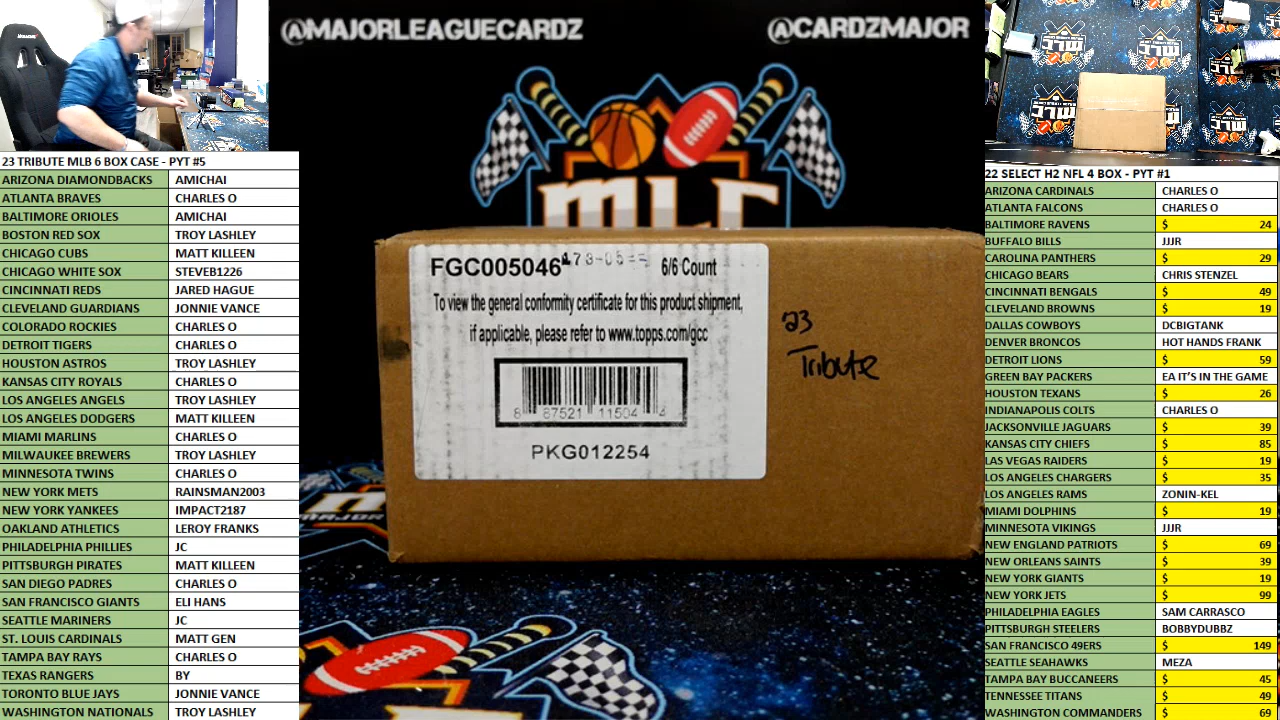 @MAJORLEAGUECARDZ
@CARDZMAJOR
MLC
23 TRIBUTE MLB 6 BOX CASE - PYT #5
ARIZONA DIAMONDBACKS AMICHAI
ATLANTA BRAVES CHARLES O
BALTIMORE ORIOLES AMICHAI
BOSTON RED SOX TROY LASHLEY
CHICAGO CUBS MATT KILLEEN
CHICAGO WHITE SOX STEVEB1226
CINCINNATI REDS JARED HAGUE
CLEVELAND GUARDIANS JONNIE VANCE
COLORADO ROCKIES CHARLES O
DETROIT TIGERS CHARLES O
HOUSTON ASTROS TROY LASHLEY
KANSAS CITY ROYALS CHARLES O
LOS ANGELES ANGELS TROY LASHLEY
LOS ANGELES DODGERS MATT KILLEEN
MIAMI MARLINS CHARLES O
MILWAUKEE BREWERS TROY LASHLEY
MINNESOTA TWINS CHARLES O
NEW YORK METS RAINSMAN2003
NEW YORK YANKEES IMPACT2187
OAKLAND ATHLETICS LEROY FRANKS
PHILADELPHIA PHILLIES JC
PITTSBURGH PIRATES MATT KILLEEN
SAN DIEGO PADRES CHARLES O
SAN FRANCISCO GIANTS ELI HANS
SEATTLE MARINERS JC
ST. LOUIS CARDINALS MATT GEN
TAMPA BAY RAYS CHARLES O
TEXAS RANGERS BY
TORONTO BLUE JAYS JONNIE VANCE
WASHINGTON NATIONALS TROY LASHLEY
FGC005046 6/6 Count
To view the general conformity certificate for this product shipment,
if applicable, please refer to www.topps.com/gcc
8 87521 11504 4
PKG012254
23
Tribute
22 SELECT H2 NFL 4 BOX - PYT #1
ARIZONA CARDINALS CHARLES O
ATLANTA FALCONS CHARLES O
BALTIMORE RAVENS $ 24
BUFFALO BILLS JJJR
CAROLINA PANTHERS $ 29
CHICAGO BEARS CHRIS STENZEL
CINCINNATI BENGALS $ 49
CLEVELAND BROWNS $ 19
DALLAS COWBOYS DCBIGTANK
DENVER BRONCOS HOT HANDS FRANK
DETROIT LIONS $ 59
GREEN BAY PACKERS EA IT'S IN THE GAME
HOUSTON TEXANS $ 26
INDIANAPOLIS COLTS CHARLES O
JACKSONVILLE JAGUARS $ 39
KANSAS CITY CHIEFS $ 85
LAS VEGAS RAIDERS $ 19
LOS ANGELES CHARGERS $ 35
LOS ANGELES RAMS ZONIN-KEL
MIAMI DOLPHINS $ 19
MINNESOTA VIKINGS JJJR
NEW ENGLAND PATRIOTS $ 69
NEW ORLEANS SAINTS $ 39
NEW YORK GIANTS $ 19
NEW YORK JETS $ 99
PHILADELPHIA EAGLES SAM CARRASCO
PITTSBURGH STEELERS BOBBYDUBBZ
SAN FRANCISCO 49ERS $ 149
SEATTLE SEAHAWKS MEZA
TAMPA BAY BUCCANEERS $ 45
TENNESSEE TITANS $ 49
WASHINGTON COMMANDERS $ 69